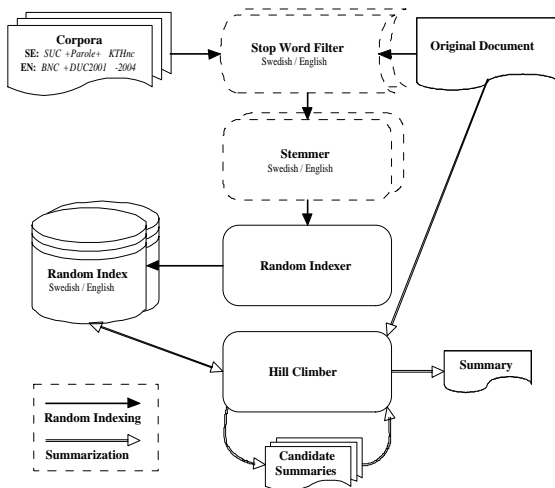 Corpora
SE: SUC +Parole+ KTHnc
EN: BNC +DUC2001 -2004
Stop Word Filter
Swedish / English
Original Document
Stemmer
Swedish / English
Random Indexer
Random Index
Swedish / English
Hill Climber
Summary
Random Indexing
Summarization
Candidate
Summaries